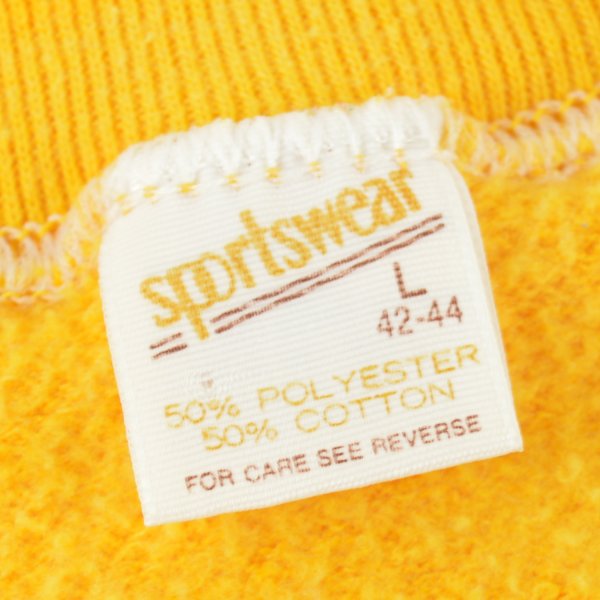 sportswear
L
42-44
50% POLYESTER
50% COTTON
FOR CARE SEE REVERSE